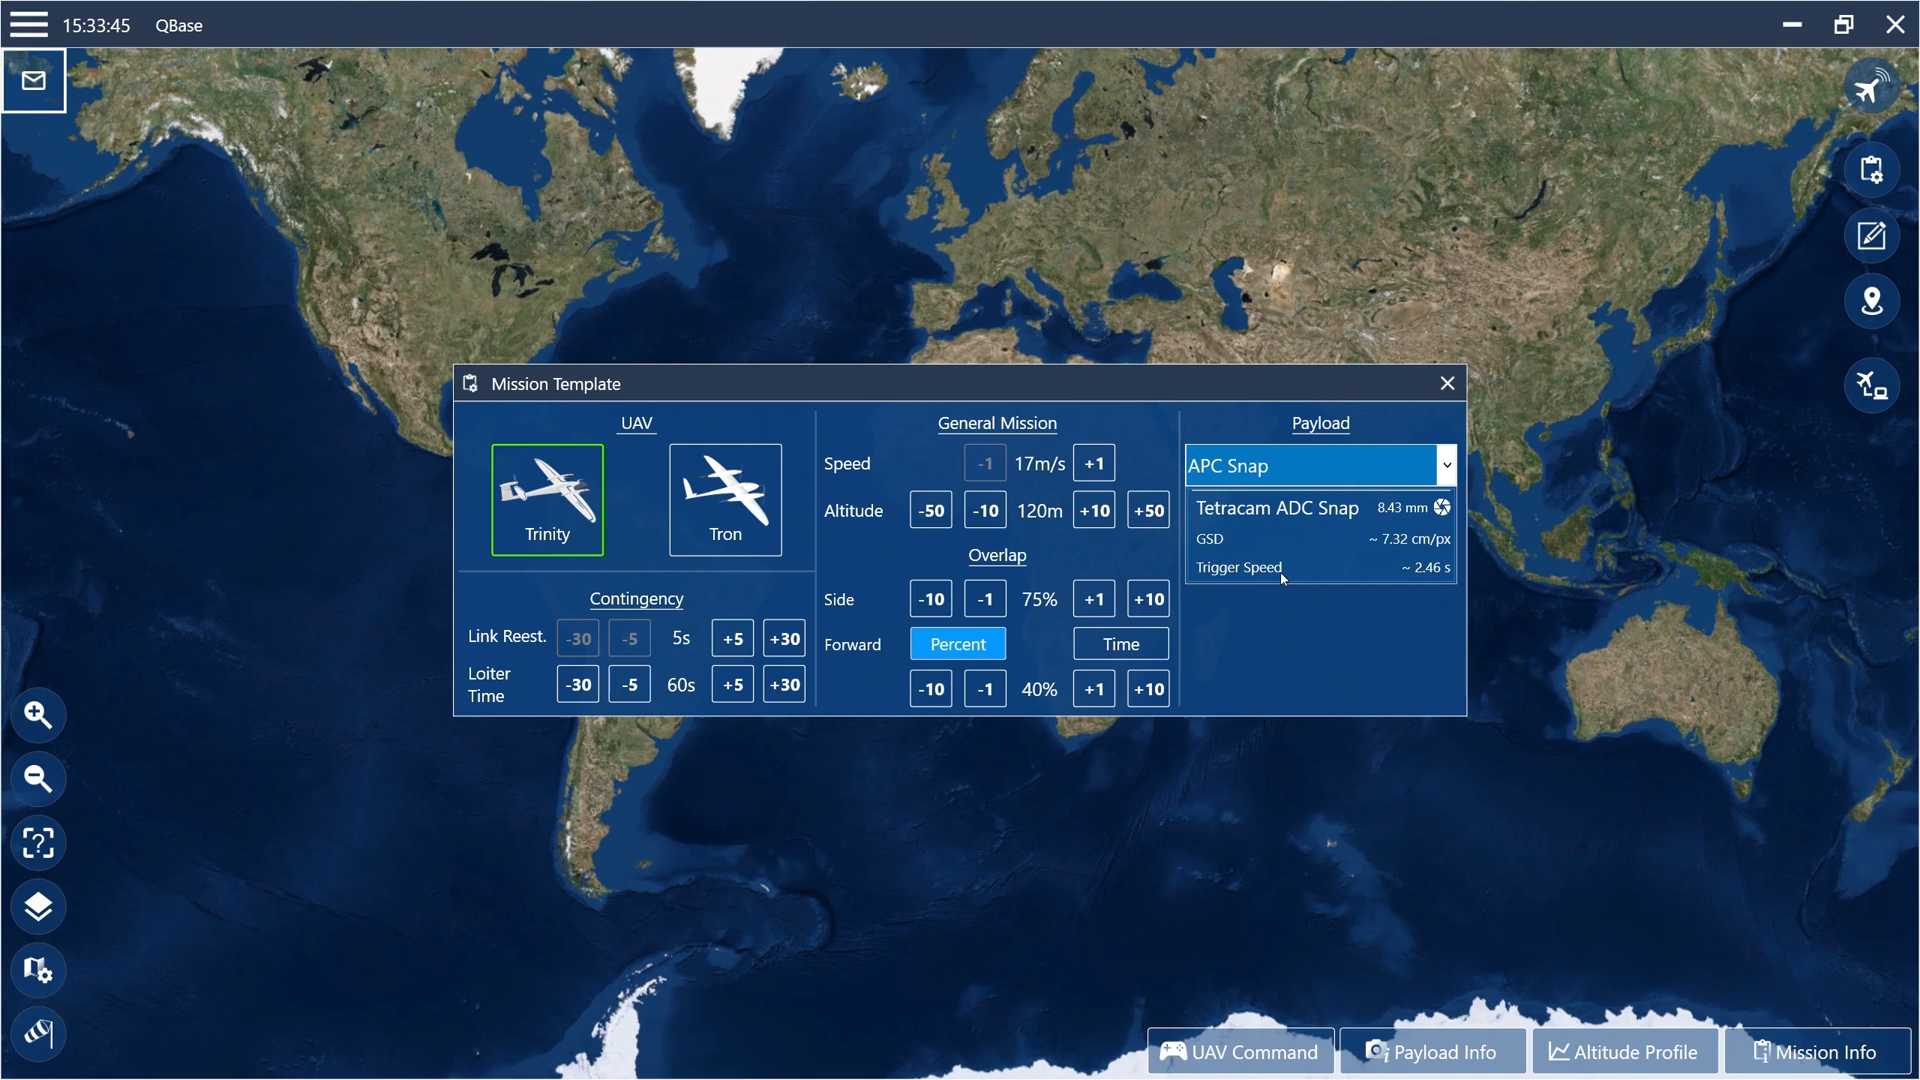 15:33:45 QBase
Mission Template
UAV
Trinity
Tron
Contingency
Link Reest. -30 -5 5s +5 +30
Loiter
Time
-30 -5 60s +5 +30
General Mission
Speed -1 17m/s +1
Altitude -50 -10 120m +10 +50
Overlap
Side -10 -1 75% +1 +10
Forward Percent Time
-10 -1 40% +1 +10
Payload
APC Snap
Tetracam ADC Snap 8.43 mm
GSD ~ 7.32 cm/px
Trigger Speed ~ 2.46 s
UAV Command
Payload Info
Altitude Profile
Mission Info